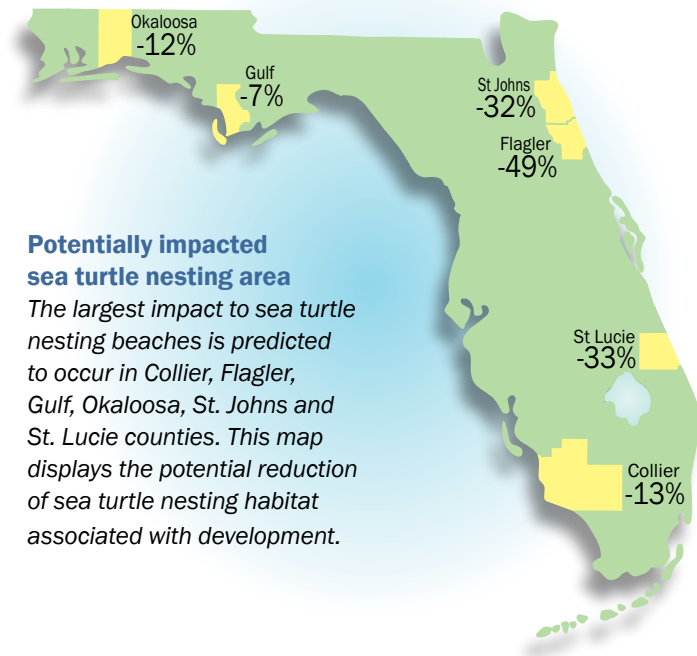 Okaloosa
-12%
Gulf
-7%
St Johns
-32%
Flagler
-49%
Potentially impacted
sea turtle nesting area
The largest impact to sea turtle
nesting beaches is predicted
to occur in Collier, Flagler,
Gulf, Okaloosa, St. Johns and
St. Lucie counties. This map
displays the potential reduction
of sea turtle nesting habitat
associated with development.
St Lucie
-33%
Collier
-13%